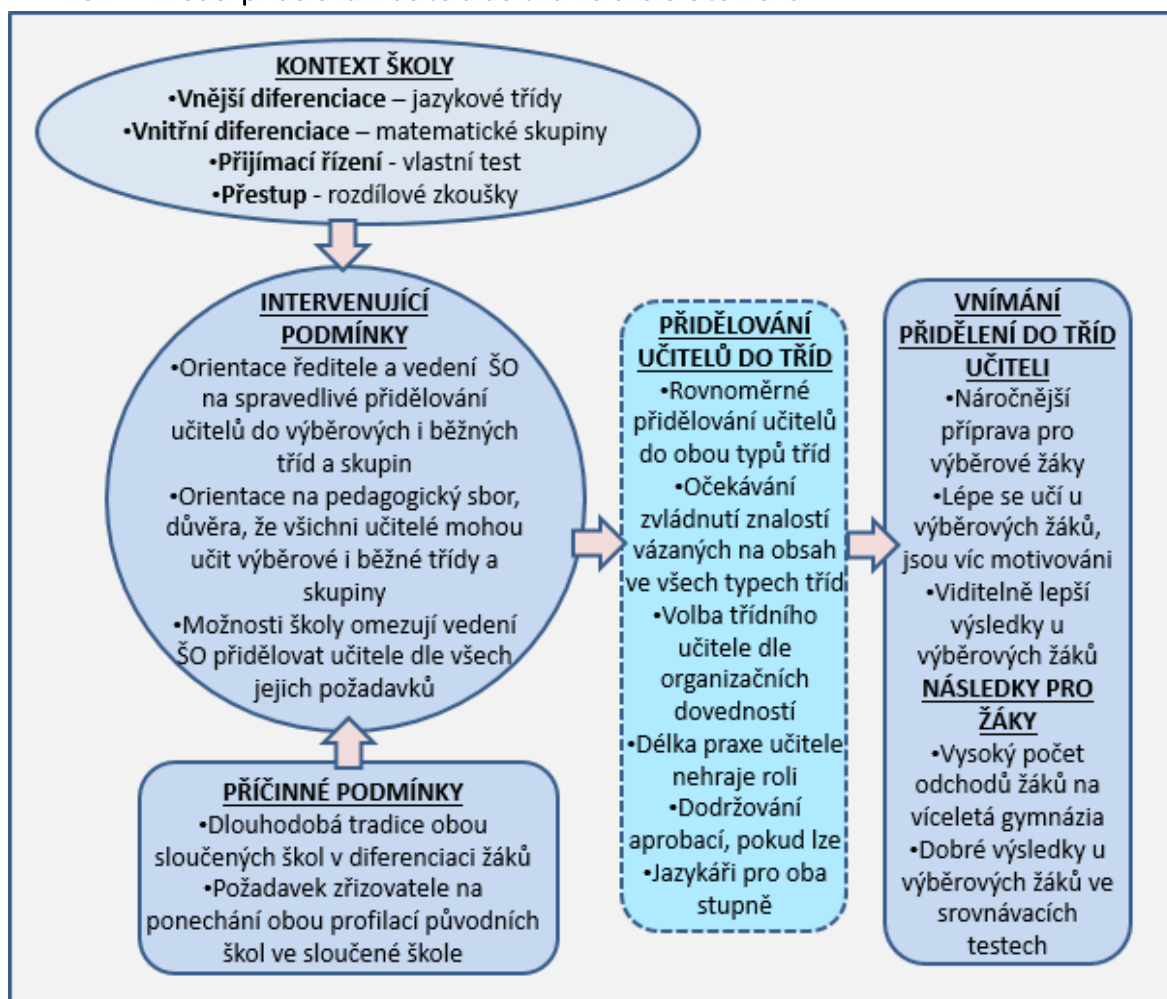 KONTEXT ŠKOLY
•Vnější diferenciace – jazykové třídy
•Vnitřní diferenciace – matematické skupiny
•Přijímací řízení - vlastní test
•Přestup - rozdílové zkoušky
INTERVENUJÍCÍ
PODMÍNKY
•Orientace ředitele a vedení ŠO
na spravedlivé přidělování
učitelů do výběrových i běžných
tříd a skupin
•Orientace na pedagogický sbor,
důvěra, že všichni učitelé mohou
učit výběrové i běžné třídy a
skupiny
•Možnosti školy omezují vedení
ŠO přidělovat učitele dle všech
jejich požadavků
PŘÍČINNÉ PODMÍNKY
•Dlouhodobá tradice obou
sloučených škol v diferenciaci žáků
•Požadavek zřizovatele na
ponechání obou profilací původních
škol ve sloučené škole
PŘIDĚLOVÁNÍ
UČITELŮ DO TŘÍD
•Rovnoměrné
přidělování učitelů
do obou typů tříd
•Očekávání
zvládnutí znalostí
vázaných na obsah
ve všech typech tříd
•Volba třídního
učitele dle
organizačních
dovedností
•Délka praxe učitele
nehraje roli
•Dodržování
aprobací, pokud lze
•Jazykáři pro oba
stupně
VNÍMÁNÍ
PŘIDĚLENÍ DO TŘÍD
UČITELI
•Náročnější
příprava pro
výběrové žáky
•Lépe se učí u
výběrových žáků,
jsou víc motivováni
•Viditelně lepší
výsledky u
výběrových žáků
NÁSLEDKY PRO
ŽÁKY
•Vysoký počet
odchodů žáků na
víceletá gymnázia
•Dobré výsledky u
výběrových žáků ve
srovnávacích
testech